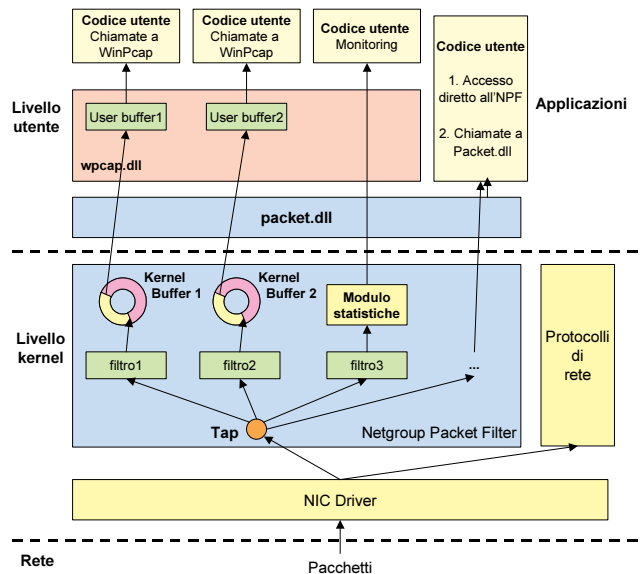 Codice utente
Chiamate a
WinPcap
Codice utente
Chiamate a
WinPcap
Codice utente
Monitoring
Codice utente
1. Accesso
diretto all'NPF
2. Chiamate a
Packet.dll
Applicazioni
Livello
utente
User buffer1
User buffer2
wpcap.dll
packet.dll
Kernel
Buffer 1
Kernel
Buffer 2
Modulo
statistiche
Protocolli
di
rete
Livello
kernel
filtro1
filtro2
filtro3
...
Tap
Netgroup Packet Filter
NIC Driver
Rete
Pacchetti